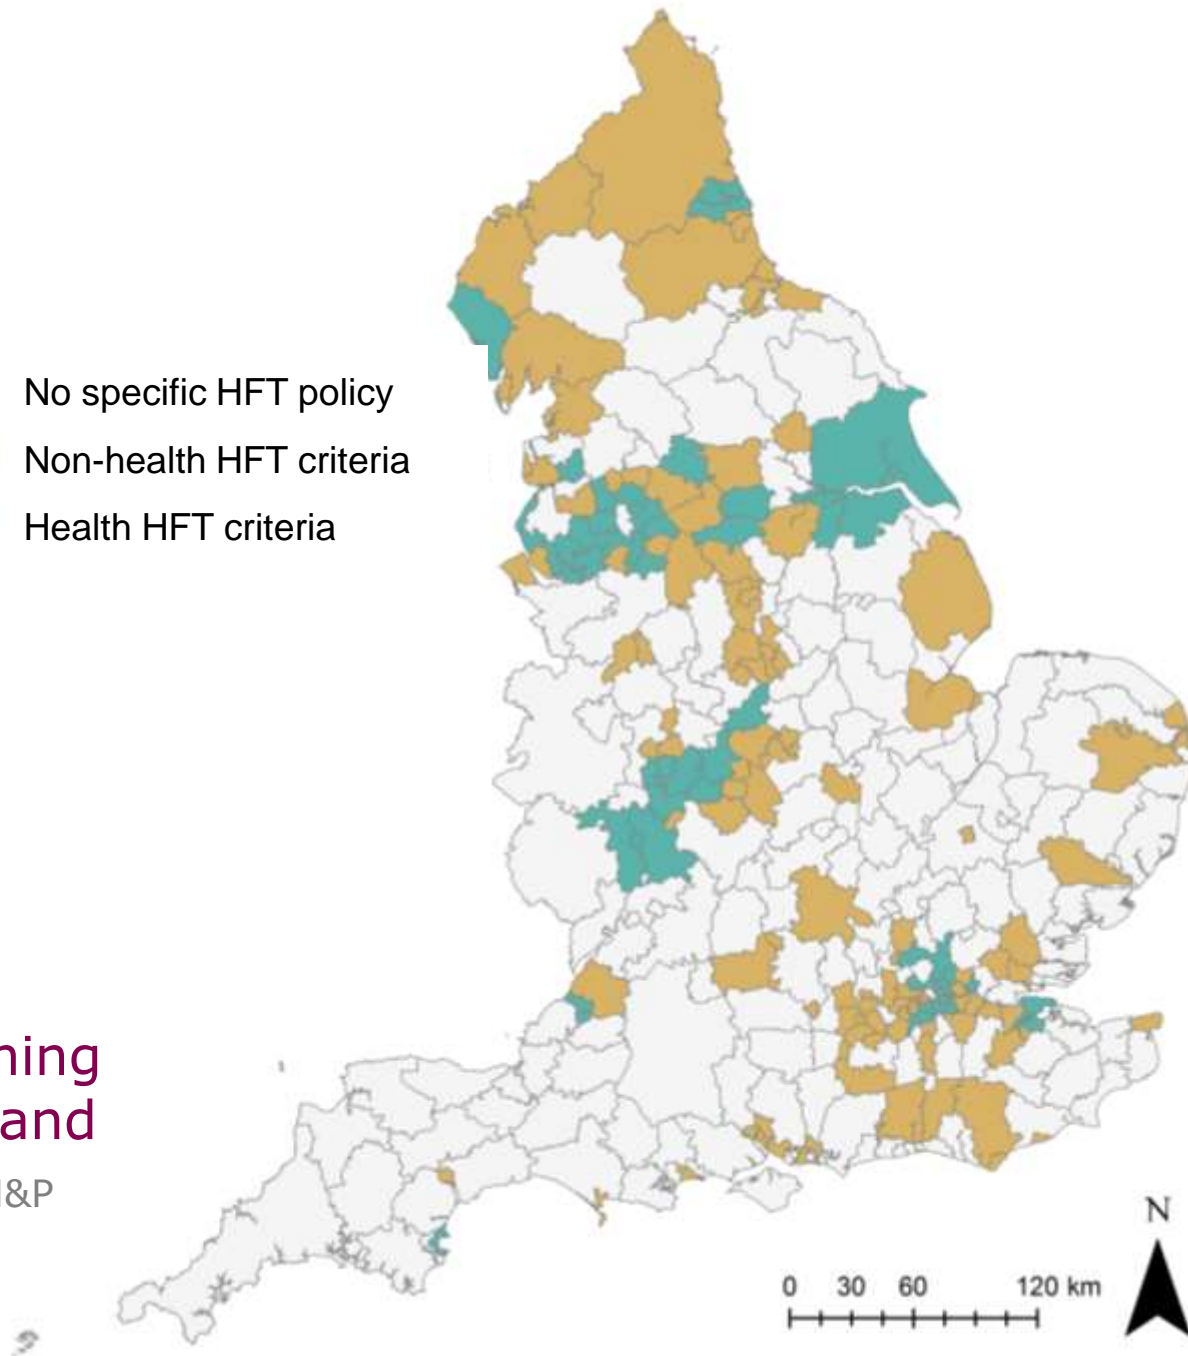 No specific HFT policy
Non-health HFT criteria
Health HFT criteria
ning
and
&P
N
0 30 60 120 km